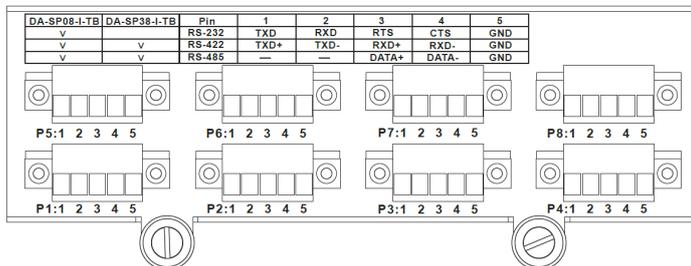 DA-SP08-I-TB DA-SP38-I-TB Pin 1 2 3 4 5
V RS-232 TXD RXD RTS CTS GND
V V RS-422 TXD+ TXD- RXD+ RXD- GND
V V RS-485 — — DATA+ DATA- GND
P5:1 2 3 4 5 P6:1 2 3 4 5 P7:1 2 3 4 5 P8:1 2 3 4 5
P1:1 2 3 4 5 P2:1 2 3 4 5 P3:1 2 3 4 5 P4:1 2 3 4 5